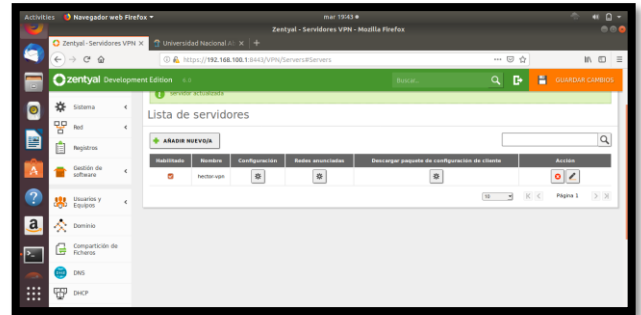 Activities
Navegador web Firefox
mar 19:43
Zentyal - Servidores VPN - Mozilla Firefox
Zentyal - Servidores VPN
Universidad Nacional Ab
https://192.168.100.1:8443/VPN/Servers#Servers
zentyal Development Edition
Buscar...
GUARDAR CAMBIOS
Servidor actualizado
Lista de servidores
AÑADIR NUEVO/A
Habilitado Nombre Configuración Redes anunciadas Descargar paquete de configuración de cliente Acción
hector-vpn
10
Página 1
Sistema
Red
Registros
Gestión de software
Usuarios y Equipos
Dominio
Compartición de Ficheros
DNS
DHCP